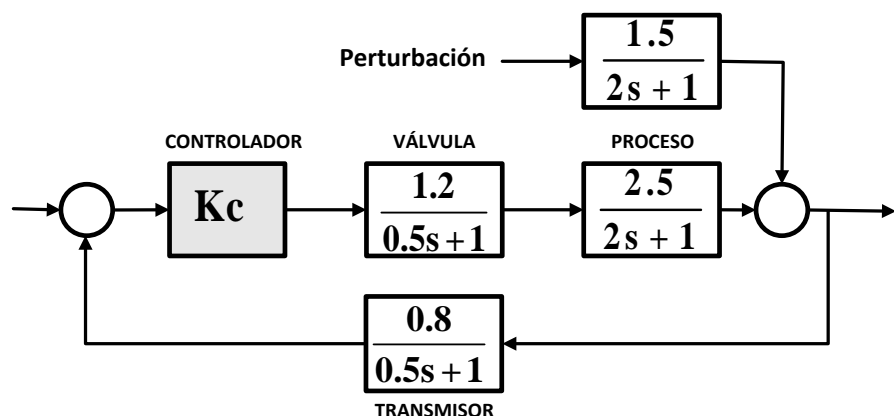 1.5
2s + 1
Perturbación
CONTROLADOR
VÁLVULA
PROCESO
Kc
1.2
0.5s+1
2.5
2s + 1
0.8
0.5s+1
TRANSMISOR